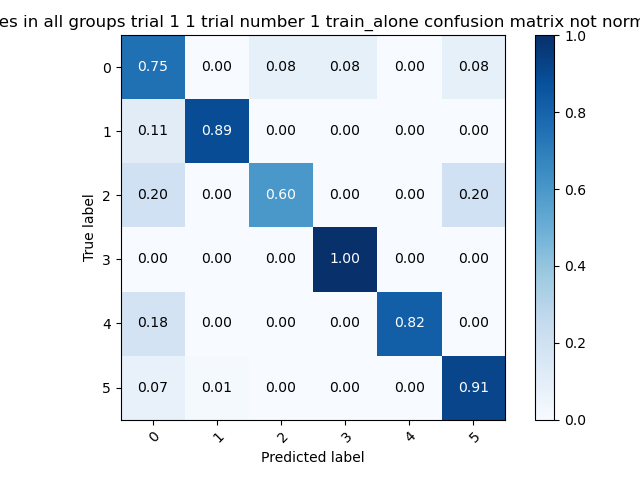 es in all groups trial 1 1 trial number 1 train_alone confusion matrix not norm
0 0.75 0.00 0.08 0.08 0.00 0.08
1 0.11 0.89 0.00 0.00 0.00 0.00
2 0.20 0.00 0.60 0.00 0.00 0.20
3 0.00 0.00 0.00 1.00 0.00 0.00
4 0.18 0.00 0.00 0.00 0.82 0.00
5 0.07 0.01 0.00 0.00 0.00 0.91
0 1 2 3 4 5
True label
Predicted label
1.0
0.8
0.6
0.4
0.2
0.0